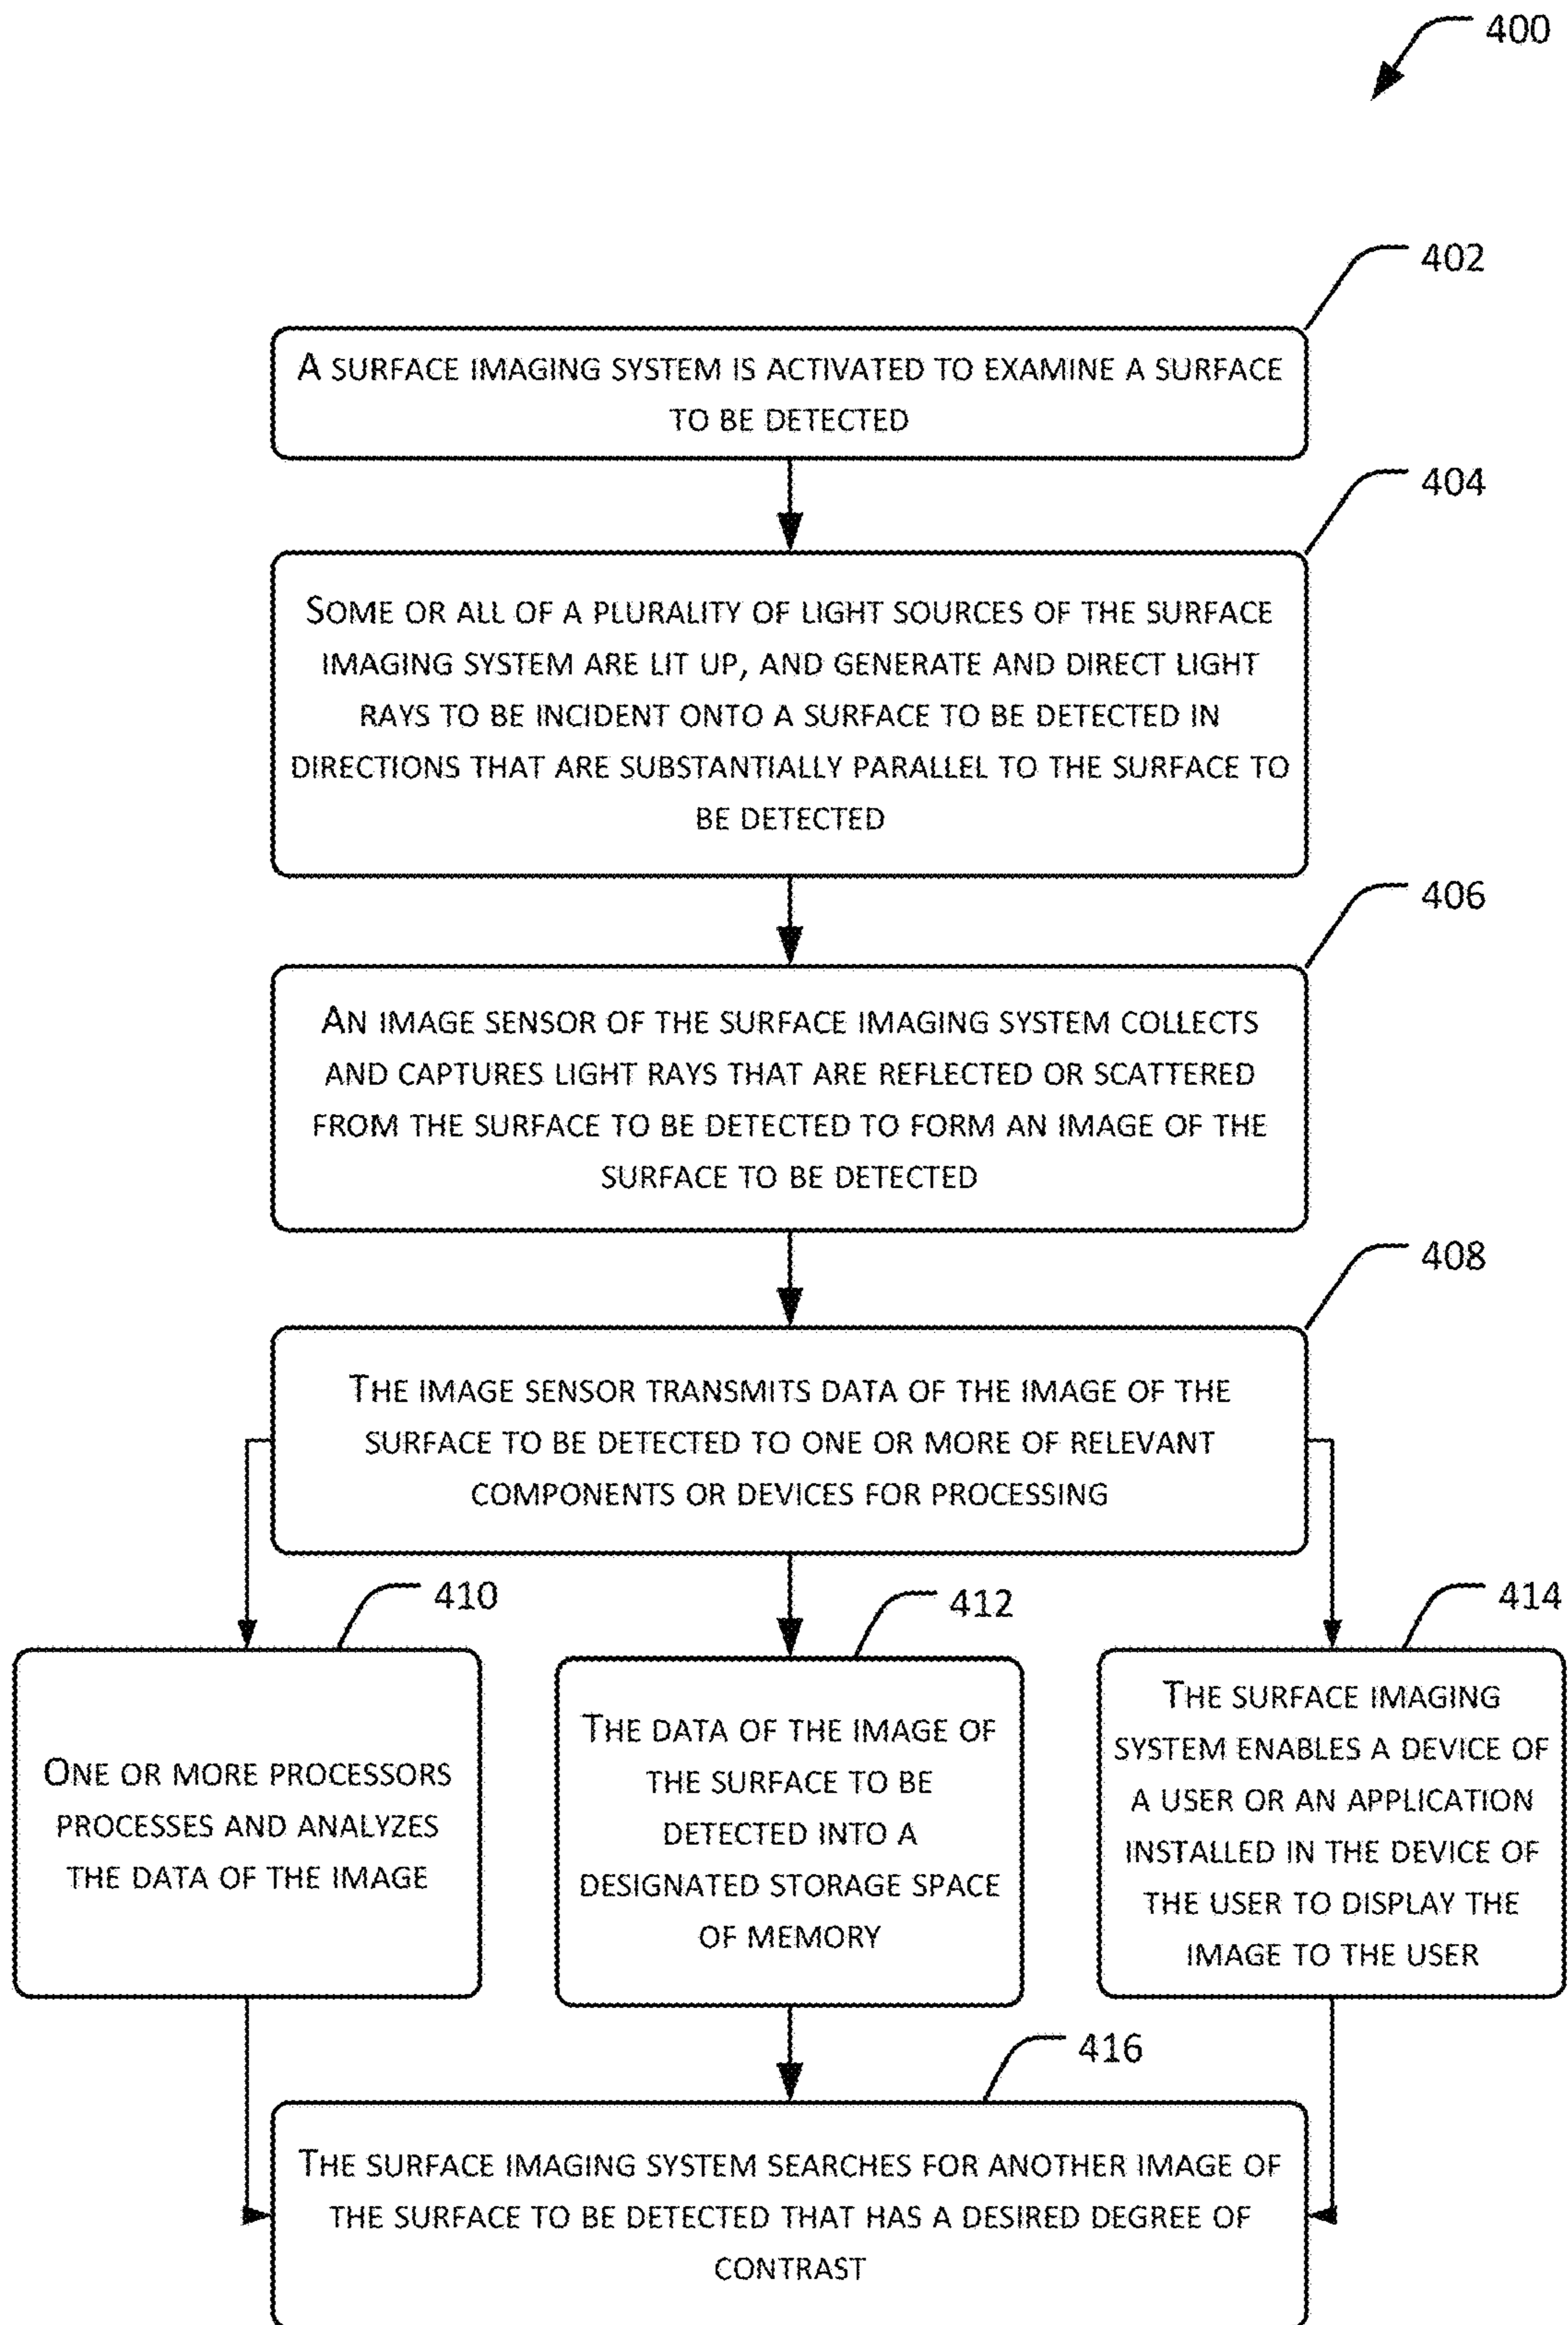 400
402
A SURFACE IMAGING SYSTEM IS ACTIVATED TO EXAMINE A SURFACE
TO BE DETECTED
404
SOME OR ALL OF A PLURALITY OF LIGHT SOURCES OF THE SURFACE
IMAGING SYSTEM ARE LIT UP, AND GENERATE AND DIRECT LIGHT
RAYS TO BE INCIDENT ONTO A SURFACE TO BE DETECTED IN
DIRECTIONS THAT ARE SUBSTANTIALLY PARALLEL TO THE SURFACE TO
BE DETECTED
406
AN IMAGE SENSOR OF THE SURFACE IMAGING SYSTEM COLLECTS
AND CAPTURES LIGHT RAYS THAT ARE REFLECTED OR SCATTERED
FROM THE SURFACE TO BE DETECTED TO FORM AN IMAGE OF THE
SURFACE TO BE DETECTED
408
THE IMAGE SENSOR TRANSMITS DATA OF THE IMAGE OF THE
SURFACE TO BE DETECTED TO ONE OR MORE OF RELEVANT
COMPONENTS OR DEVICES FOR PROCESSING
410
ONE OR MORE PROCESSORS
PROCESSES AND ANALYZES
THE DATA OF THE IMAGE
412
THE DATA OF THE IMAGE OF
THE SURFACE TO BE
DETECTED INTO A
DESIGNATED STORAGE SPACE
OF MEMORY
414
THE SURFACE IMAGING
SYSTEM ENABLES A DEVICE OF
A USER OR AN APPLICATION
INSTALLED IN THE DEVICE OF
THE USER TO DISPLAY THE
IMAGE TO THE USER
416
THE SURFACE IMAGING SYSTEM SEARCHES FOR ANOTHER IMAGE OF
THE SURFACE TO BE DETECTED THAT HAS A DESIRED DEGREE OF
CONTRAST